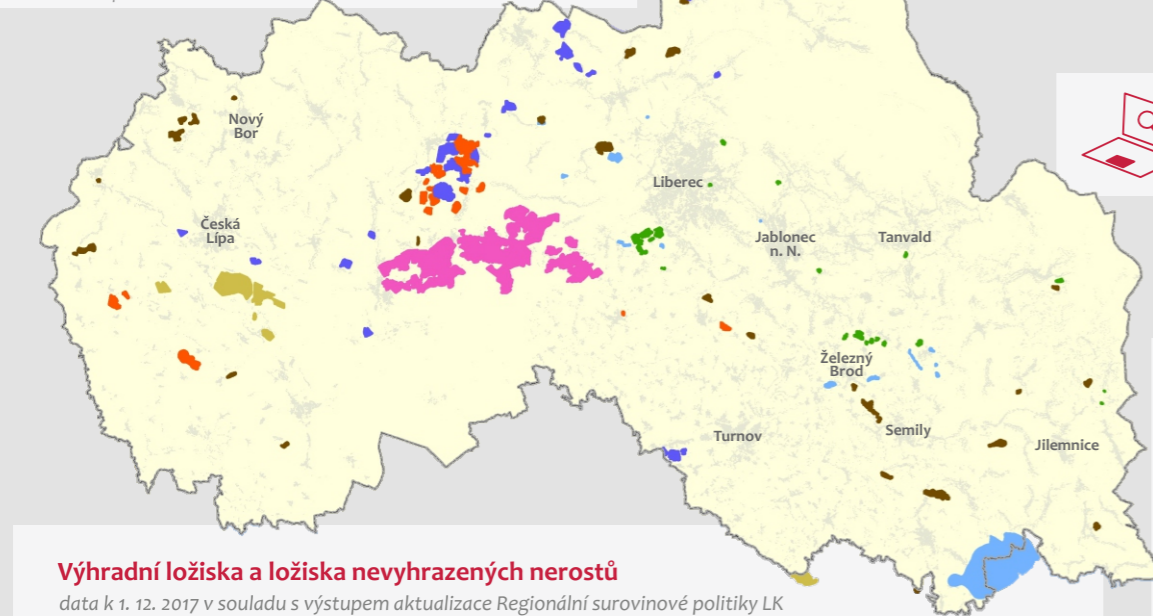 Nový
Bor
Liberec
Česká
Lípa
Jablonec
n. N.
Tanvald
Železný
Brod
Turnov
Semily
Jilemnice
Výhradní ložiska a ložiska nevyhrazených nerostů
data k 1. 12. 2017 v souladu s výstupem aktualizace Regionální surovinové politiky LK